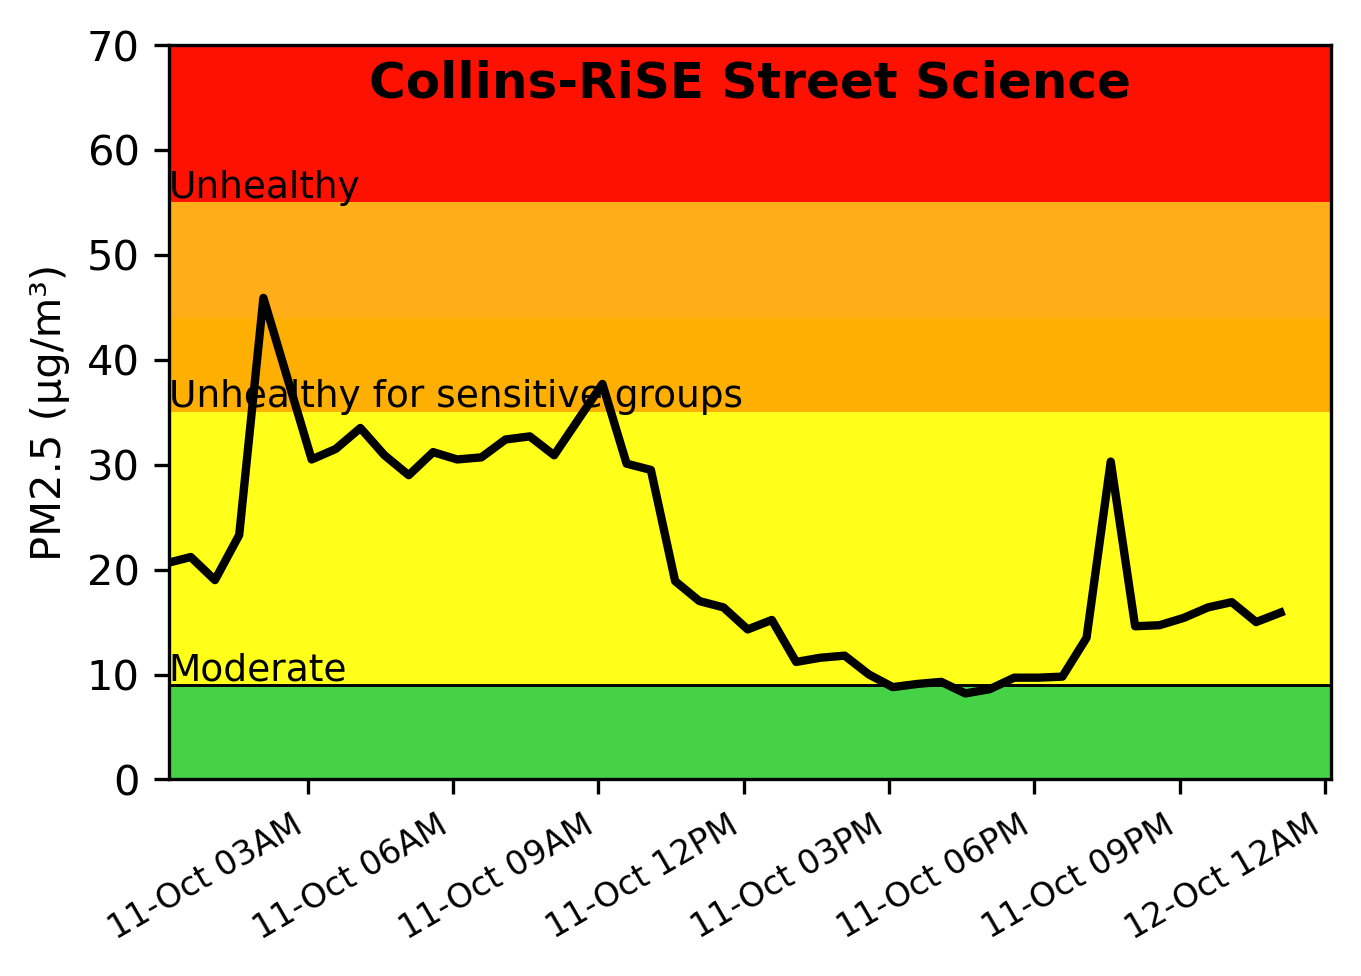 Collins-RiSE Street Science
PM2.5 (µg/m³)
70
60
50
40
30
20
10
0
Unhealthy
Unhealthy for sensitive groups
Moderate
11-Oct 03AM
11-Oct 06AM
11-Oct 09AM
11-Oct 12PM
11-Oct 03PM
11-Oct 06PM
11-Oct 09PM
12-Oct 12AM